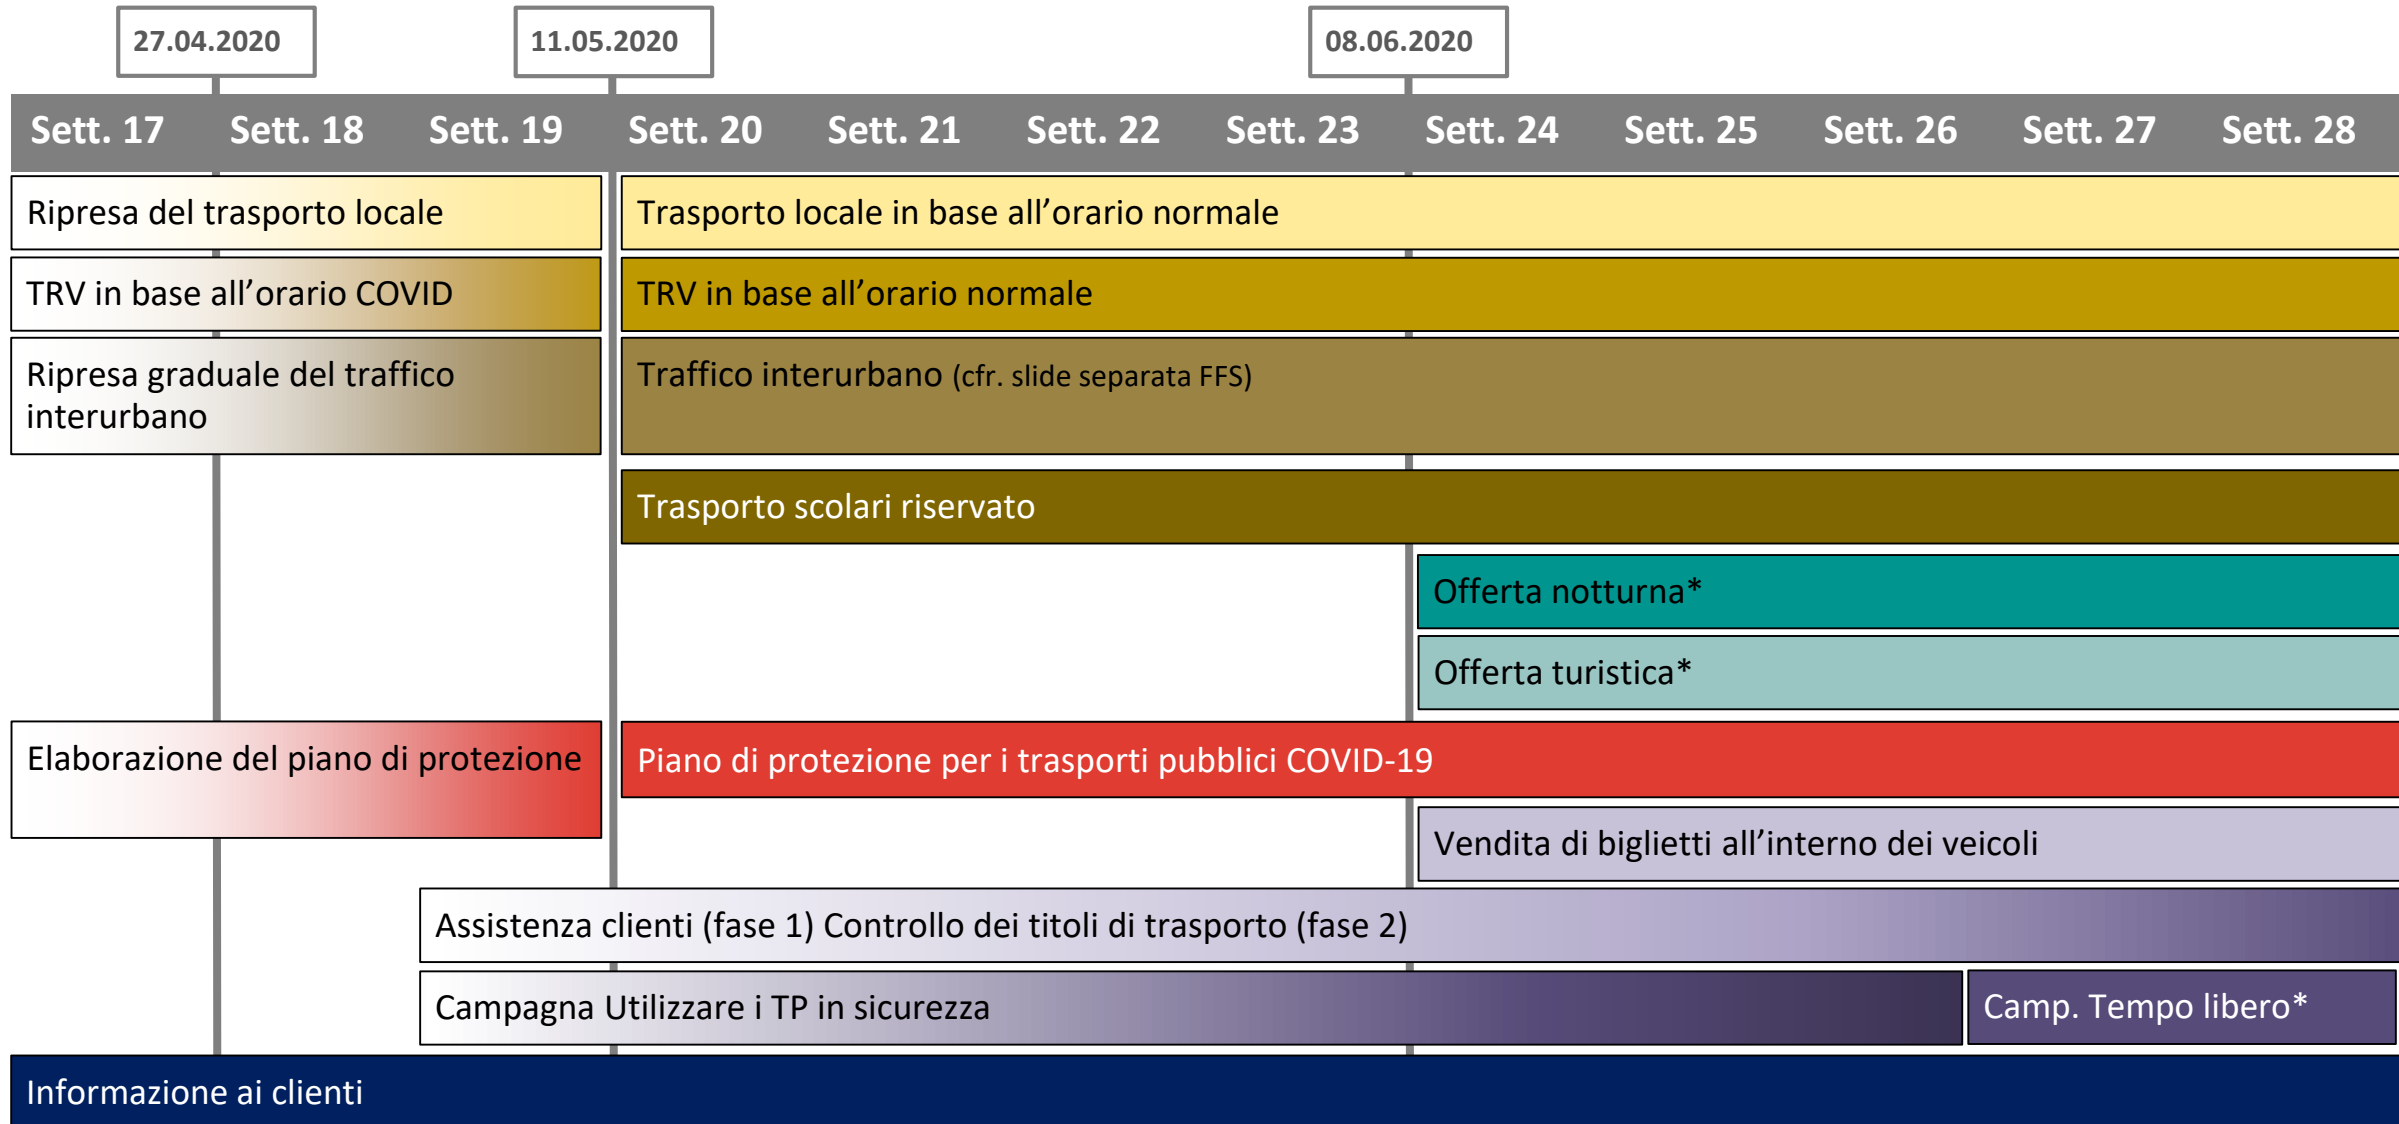 27.04.2020
11.05.2020
08.06.2020
Sett. 17
Sett. 18
Sett. 19
Sett. 20
Sett. 21
Sett. 22
Sett. 23
Sett. 24
Sett. 25
Sett. 26
Sett. 27
Sett. 28
Ripresa del trasporto locale
Trasporto locale in base all’orario normale
TRV in base all’orario COVID
TRV in base all’orario normale
Ripresa graduale del traffico
interurbano
Traffico interurbano (cfr. slide separata FFS)
Trasporto scolari riservato
Offerta notturna*
Offerta turistica*
Elaborazione del piano di protezione
Piano di protezione per i trasporti pubblici COVID-19
Vendita di biglietti all’interno dei veicoli
Assistenza clienti (fase 1) Controllo dei titoli di trasporto (fase 2)
Campagna Utilizzare i TP in sicurezza
Camp. Tempo libero*
Informazione ai clienti